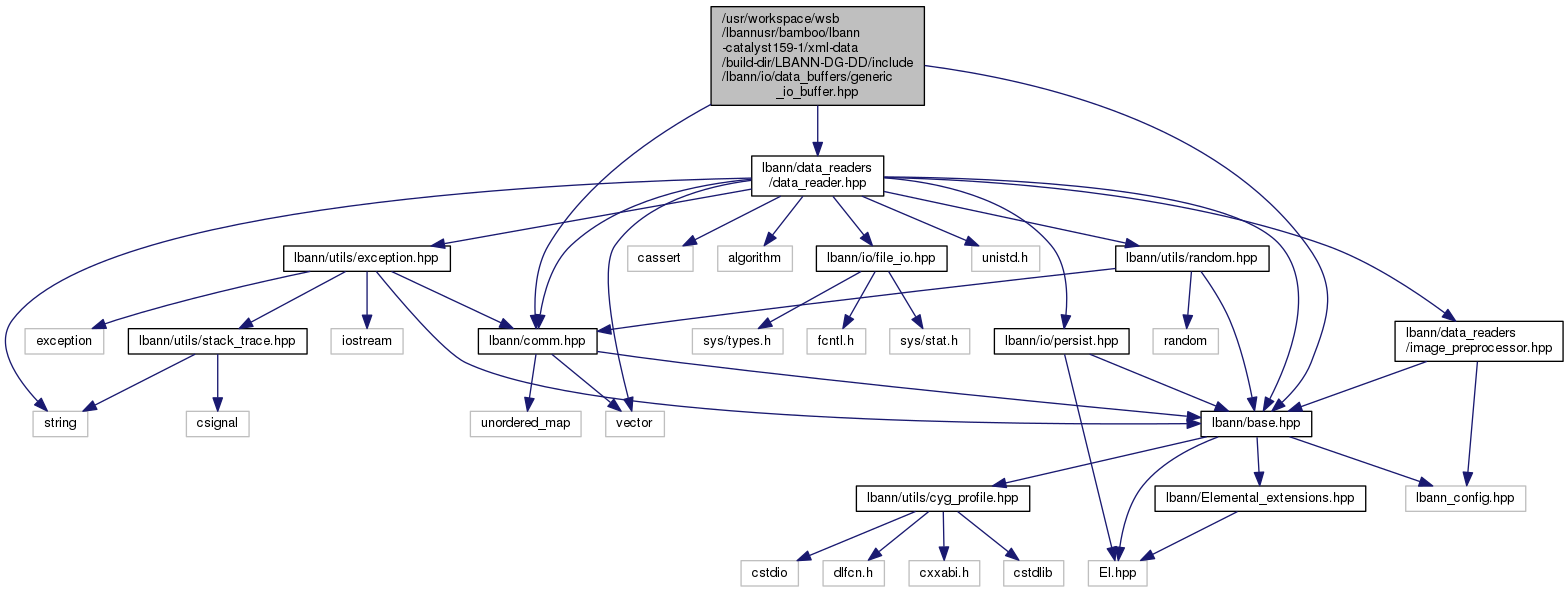 /usr/workspace/wsb
/lbannusr/bamboo/lbann
-catalyst159-1/xml-data
/build-dir/LBANN-DG-DD/include
/lbann/io/data_buffers/generic
_io_buffer.hpp
lbann/data_readers
/data_reader.hpp
lbann/utils/exception.hpp
cassert
algorithm
lbann/io/file_io.hpp
unistd.h
lbann/utils/random.hpp
exception
lbann/utils/stack_trace.hpp
iostream
lbann/comm.hpp
sys/types.h
fcntl.h
sys/stat.h
lbann/io/persist.hpp
random
lbann/data_readers
/image_preprocessor.hpp
string
csignal
unordered_map
vector
lbann/base.hpp
lbann/utils/cyg_profile.hpp
lbann/Elemental_extensions.hpp
lbann_config.hpp
cstdio
dlfcn.h
cxxabi.h
cstdlib
El.hpp